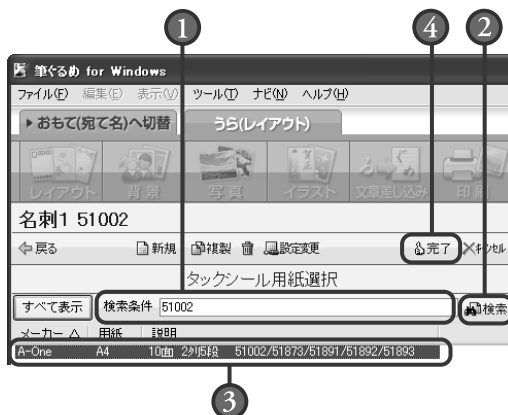 1
4
2
筆ぐるめ for Windows
ファイル(F) 編集(E) 表示(V) ツール(T) ナビ(N) ヘルプ(H)
▶おもて(宛て名)へ切替 うら(レイアウト)
レイアウト 背景 写真 イラスト 文章差し込み 印刷
名刺1 51002
戻る 新規 複製 設定変更 完了 キャンセル
タックシール用紙選択
すべて表示 検索条件 51002 検索
メーカー △ 用紙 説明
A-One A4 10面 2列5段 51002/51873/51891/51892/51893
3